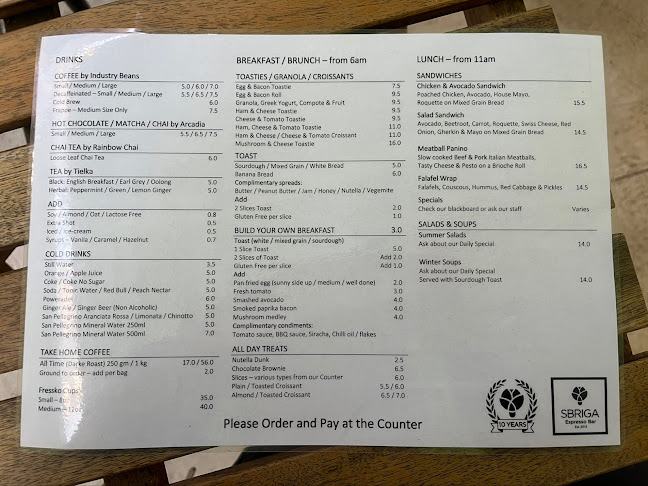 DRINKS
COFFEE by Industry Beans
Small / Medium / Large 5.0 / 6.0 / 7.0
Decaffeinated – Small / Medium / Large 5.5 / 6.5 / 7.5
Cold Brew 6.0
Frappe – Medium Size Only 7.5
HOT CHOCOLATE / MATCHA / CHAI by Arcadia
Small / Medium / Large 5.5 / 6.5 / 7.5
CHAI TEA by Rainbow Chai
Loose Leaf Chai Tea 6.0
TEA by Tielka
Black: English Breakfast / Earl Grey / Oolong 5.0
Herbal: Peppermint / Green / Lemon Ginger 5.0
ADD
Soy / Almond / Oat / Lactose Free 0.8
Extra Shot 0.5
Iced / Ice-cream 0.5
Syrups – Vanilla / Caramel / Hazelnut 0.7
COLD DRINKS
Still Water 3.5
Orange / Apple Juice 5.0
Coke / Coke No Sugar 5.0
Soda / Tonic Water / Red Bull / Peach Nectar 5.0
Powerade 6.0
Ginger Ale / Ginger Beer (Non Alcoholic) 5.0
San Pellegrino Aranciata Rossa / Limonata / Chinotto 5.0
San Pellegrino Mineral Water 250ml 5.0
San Pellegrino Mineral Water 500ml 7.0
TAKE HOME COFFEE
All Time (Darke Roast) 250 gm / 1 kg 17.0 / 56.0
Ground to order – add per bag 2.0
Fressko Cups
Small – 8oz 35.0
Medium – 12oz 40.0
BREAKFAST / BRUNCH – from 6am
TOASTIES / GRANOLA / CROISSANTS
Egg & Bacon Toastie 7.5
Egg & Bacon Roll 9.5
Granola, Greek Yogurt, Compote & Fruit 9.5
Ham & Cheese Toastie 9.5
Cheese & Tomato Toastie 9.5
Ham, Cheese & Tomato Toastie 11.0
Ham & Cheese / Cheese & Tomato Croissant 11.0
Mushroom & Cheese Toastie 16.0
TOAST
Sourdough / Mixed Grain / White Bread 5.0
Banana Bread 6.0
Complimentary spreads:
Butter / Peanut Butter / Jam / Honey / Nutella / Vegemite
Add
2 Slices Toast 2.0
Gluten Free per slice 1.0
BUILD YOUR OWN BREAKFAST 3.0
Toast (white / mixed grain / sourdough)
1 Slice Toast 5.0
2 Slices of Toast Add 2.0
Gluten Free per slice Add 1.0
Add
Pan fried egg (sunny side up / medium / well done) 2.0
Fresh tomato 3.0
Smashed avocado 4.0
Smoked paprika bacon 4.0
Mushroom medley 4.0
Complimentary condiments:
Tomato sauce, BBQ sauce, Siracha, Chilli oil / flakes
ALL DAY TREATS
Nutella Dunk 2.5
Chocolate Brownie 6.5
Slices – various types from our Counter 6.0
Plain / Toasted Croissant 5.5 / 6.0
Almond / Toasted Croissant 6.5 / 7.0
LUNCH – from 11am
SANDWICHES
Chicken & Avocado Sandwich
Poached Chicken, Avocado, House Mayo,
Roquette on Mixed Grain Bread 15.5
Salad Sandwich
Avocado, Beetroot, Carrot, Roquette, Swiss Cheese, Red
Onion, Gherkin & Mayo on Mixed Grain Bread 14.5
Meatball Panino
Slow cooked Beef & Pork Italian Meatballs,
Tasty Cheese & Pesto on a Brioche Roll 16.5
Falafel Wrap
Falafels, Couscous, Hummus, Red Cabbage & Pickles 14.5
Specials
Check our blackboard or ask our staff Varies
SALADS & SOUPS
Summer Salads
Ask about our Daily Special 14.0
Winter Soups
Ask about our Daily Special
Served with Sourdough Toast 14.0
Please Order and Pay at the Counter
10 YEARS
SBRIGA
Espresso Bar